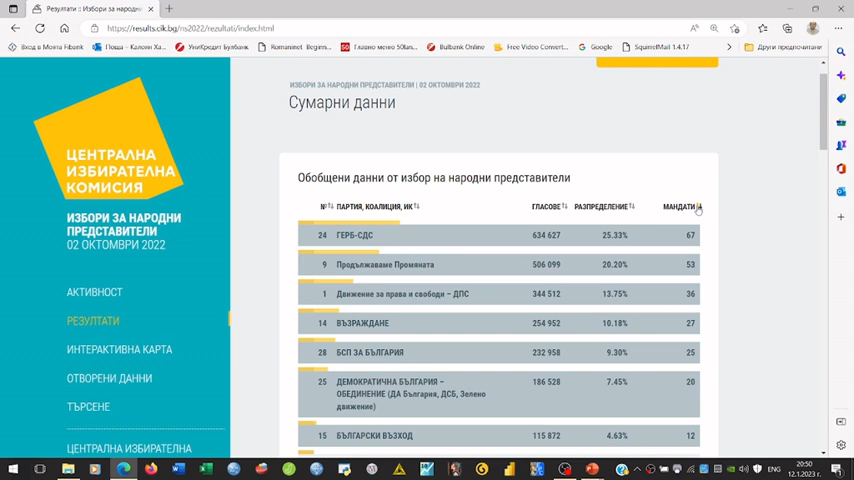 Резултати :: Избори за народни
https://results.cik.bg/ns2022/rezultati/index.html
Вход в Моята Fibank
Поща – Калоян Ха...
УниКредит Булбанк
Romaninet Beginn...
Главно меню 50lan...
Bulbank Online
Free Video Convert...
Google
SquirrelMail 1.4.17
Други предпочитани
ЦЕНТРАЛНА
ИЗБИРАТЕЛНА
КОМИСИЯ
ИЗБОРИ ЗА НАРОДНИ
ПРЕДСТАВИТЕЛИ
02 ОКТОМВРИ 2022
АКТИВНОСТ
РЕЗУЛТАТИ
ИНТЕРАКТИВНА КАРТА
ОТВОРЕНИ ДАННИ
ТЪРСЕНЕ
ЦЕНТРАЛНА ИЗБИРАТЕЛНА
ИЗБОРИ ЗА НАРОДНИ ПРЕДСТАВИТЕЛИ | 02 ОКТОМВРИ 2022
Сумарни данни
Обобщени данни от избор на народни представители
№ ПАРТИЯ, КОАЛИЦИЯ, ИК ГЛАСОВЕ РАЗПРЕДЕЛЕНИЕ МАНДАТИ
24 ГЕРБ-СДС 634 627 25.33% 67
9 Продължаваме Промяната 506 099 20.20% 53
1 Движение за права и свободи – ДПС 344 512 13.75% 36
14 ВЪЗРАЖДАНЕ 254 952 10.18% 27
28 БСП ЗА БЪЛГАРИЯ 232 958 9.30% 25
25 ДЕМОКРАТИЧНА БЪЛГАРИЯ – 186 528 7.45% 20
ОБЕДИНЕНИЕ (ДА България, ДСБ, Зелено
движение)
15 БЪЛГАРСКИ ВЪЗХОД 115 872 4.63% 12
ENG
20:50
12.1.2023 г.